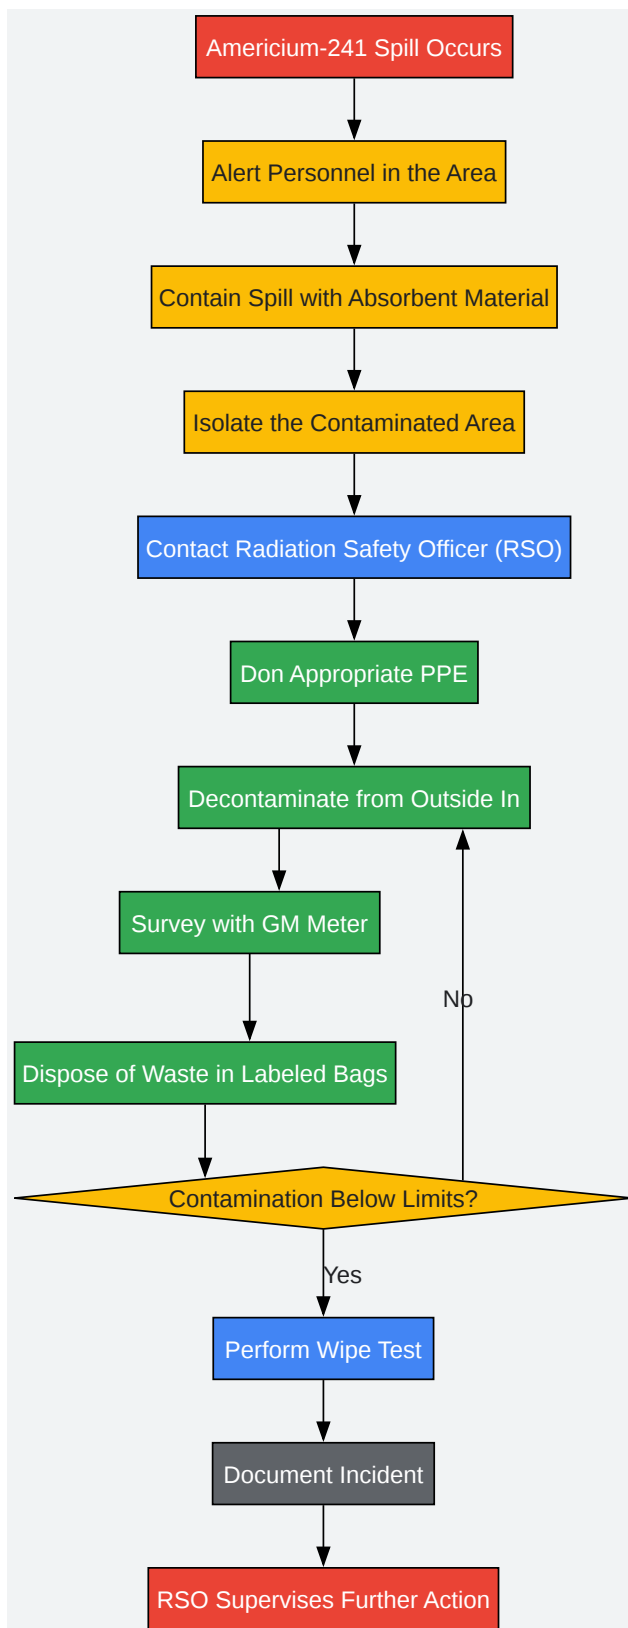 Americium-241 Spill Occurs
Alert Personnel in the Area
Contain Spill with Absorbent Material
Isolate the Contaminated Area
Contact Radiation Safety Officer (RSO)
Don Appropriate PPE
Decontaminate from Outside In
Survey with GM Meter
No
Dispose of Waste in Labeled Bags
Contamination Below Limits?
Yes
Perform Wipe Test
Document Incident
RSO Supervises Further Action